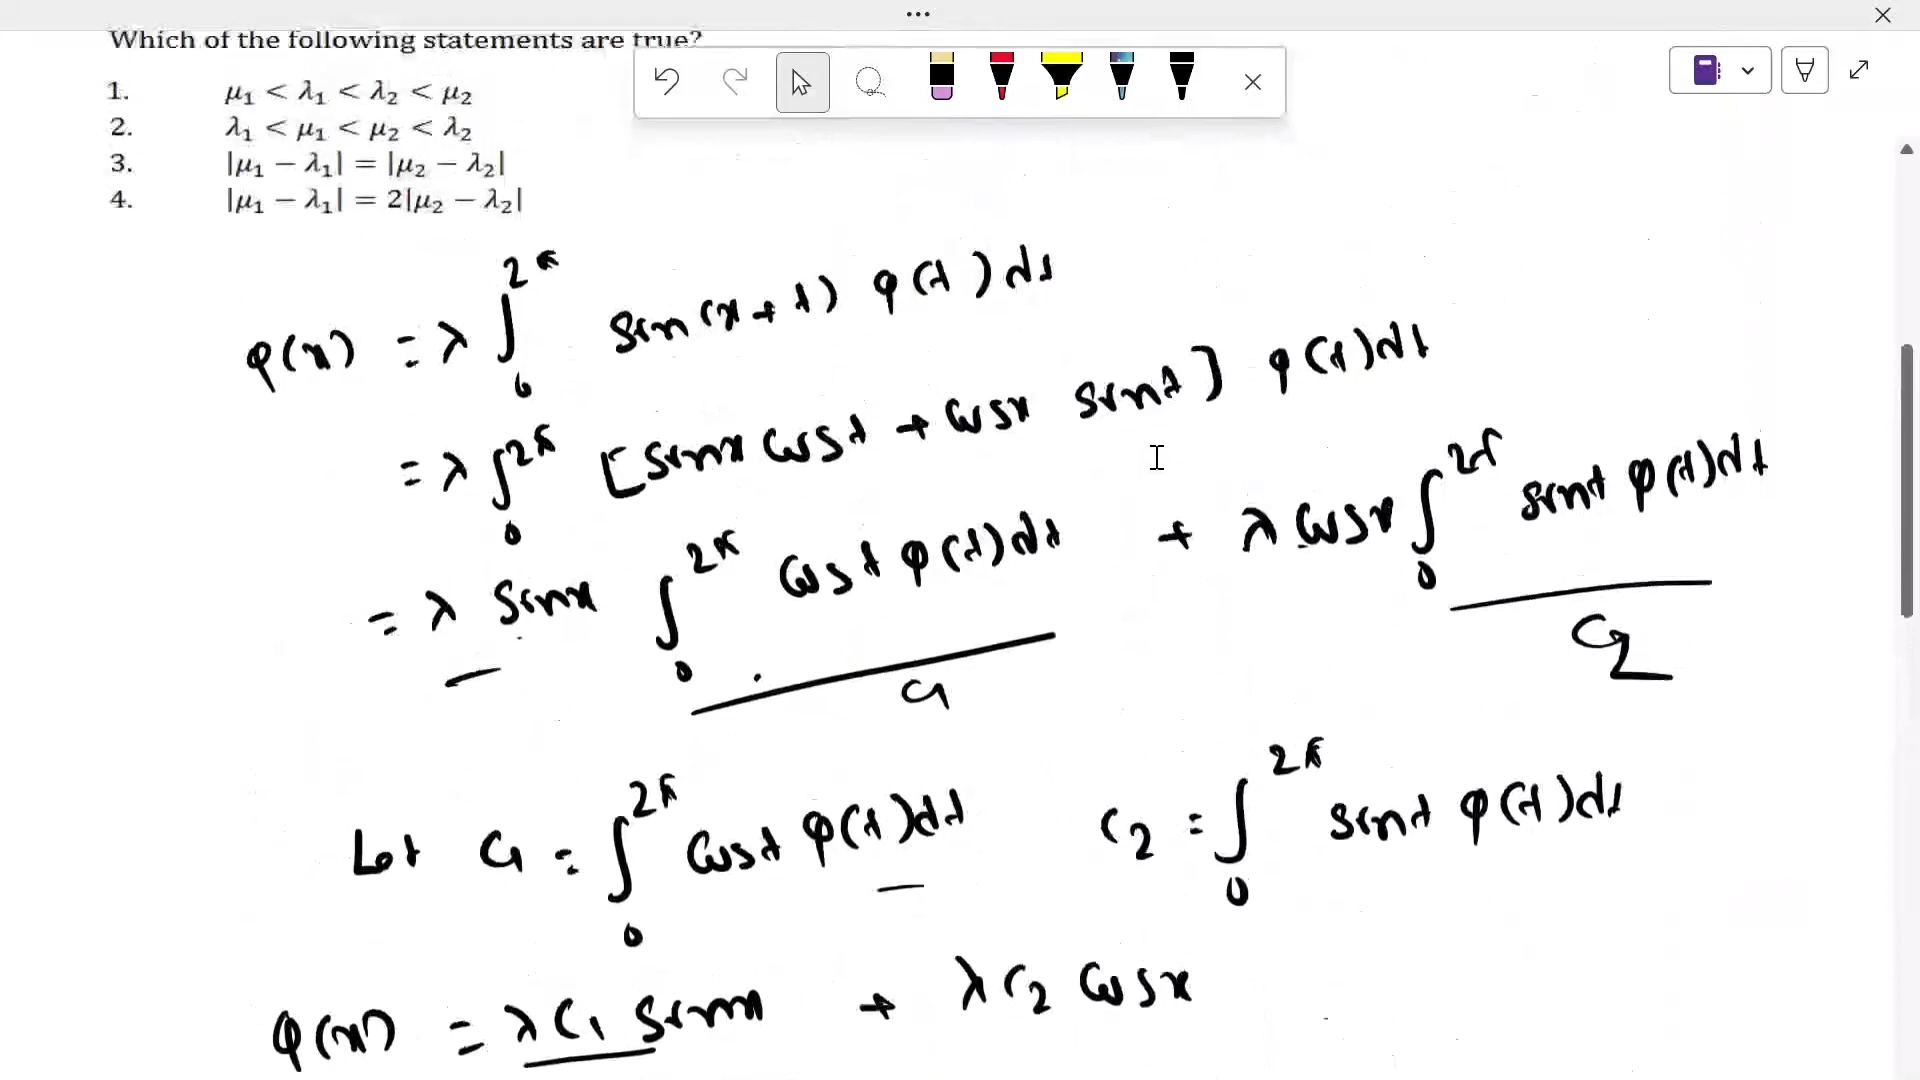 Which of the following statements are true?
1. μ₁ < λ₁ < λ₂ < μ₂
2. λ₁ < μ₁ < μ₂ < λ₂
3. |μ₁ − λ₁| = |μ₂ − λ₂|
4. |μ₁ − λ₁| = 2|μ₂ − λ₂|
φ(x) = λ ∫₀^2π sin(x+t) φ(t)dt
= λ ∫₀^2π [sinx cost + cosx sint] φ(t)dt
= λ sinx ∫₀^2π cost φ(t)dt + λ cosx ∫₀^2π sint φ(t)dt
C₁ C₂
Let C₁ = ∫₀^2π cost φ(t)dt C₂ = ∫₀^2π sint φ(t)dt
φ(x) = λ C₁ sinx + λ C₂ cosx